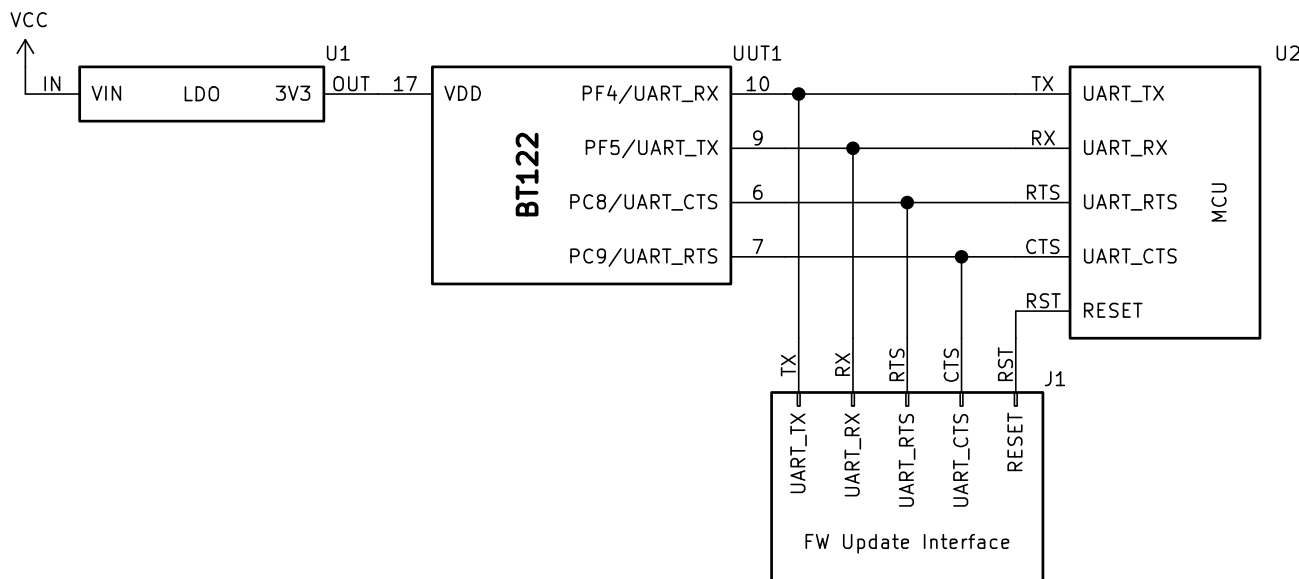 VCC
U1
UUT1
U2
IN
VIN
LDO
3V3
OUT
17
VDD
PF4/UART_RX
10
TX
UART_TX
PF5/UART_TX
9
RX
UART_RX
BT122
PC8/UART_CTS
6
RTS
UART_RTS
MCU
PC9/UART_RTS
7
CTS
UART_CTS
RST
RESET
TX
RX
RTS
CTS
RST
J1
UART_TX
UART_RX
UART_RTS
UART_CTS
RESET
FW Update Interface